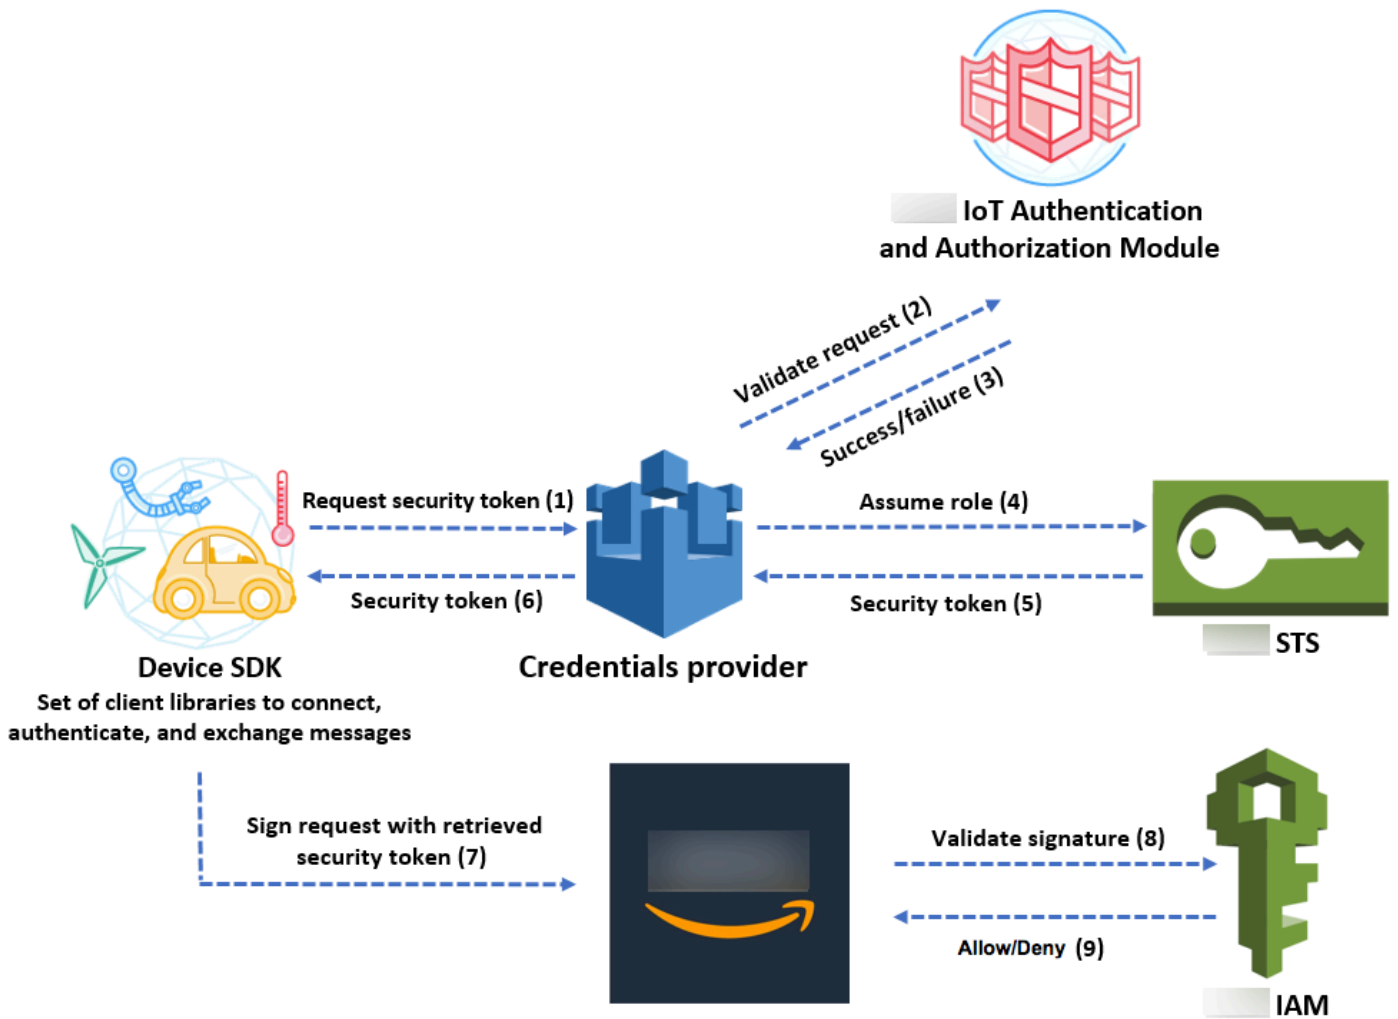 IoT Authentication
and Authorization Module
Validate request (2)
Success/failure (3)
Request security token (1)
Assume role (4)
Security token (6)
Security token (5)
STS
Device SDK
Set of client libraries to connect,
authenticate, and exchange messages
Credentials provider
Sign request with retrieved
security token (7)
Validate signature (8)
Allow/Deny (9)
IAM